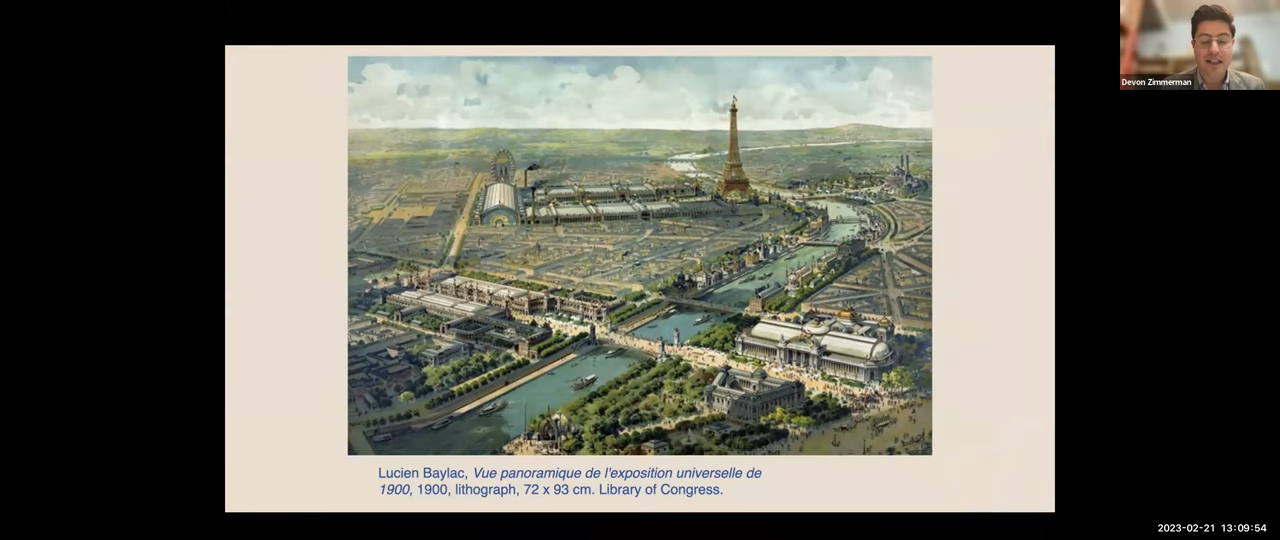 Devon Zimmerman
Lucien Baylac, Vue panoramique de l'exposition universelle de
1900, 1900, lithograph, 72 x 93 cm. Library of Congress.
2023-02-21 13:09:54